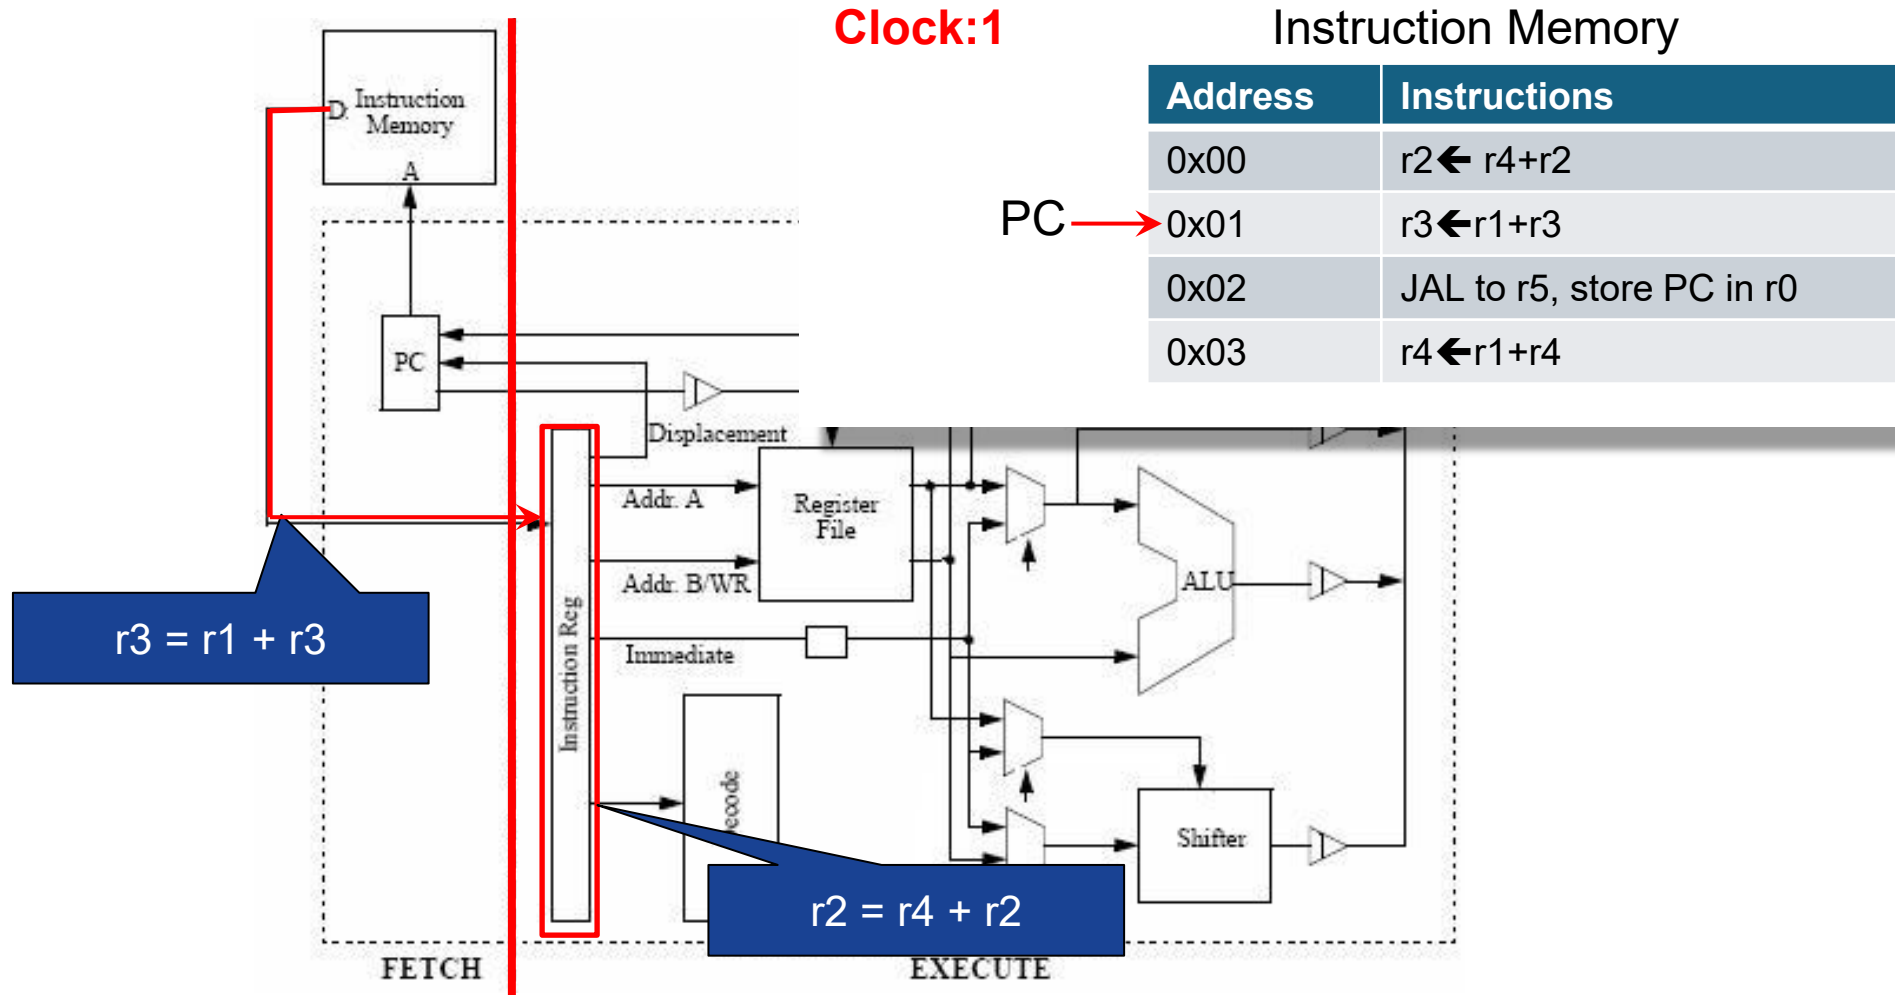 Clock:1
Instruction Memory
Address Instructions
0x00 r2🡸 r4+r2
PC 0x01 r3🡸r1+r3
0x02 JAL to r5, store PC in r0
0x03 r4🡸r1+r4
D
Instruction
Memory
A
PC
Displacement
Addr. A
Register
File
Addr. B/WR
ALU
Instruction Reg
Immediate
r3 = r1 + r3
Shifter
r2 = r4 + r2
FETCH
EXECUTE